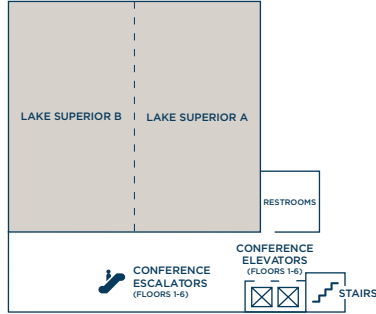 LAKE SUPERIOR B
LAKE SUPERIOR A
RESTROOMS
CONFERENCE
ELEVATORS
(FLOORS 1-6)
CONFERENCE
ESCALATORS
(FLOORS 1-6)
STAIRS